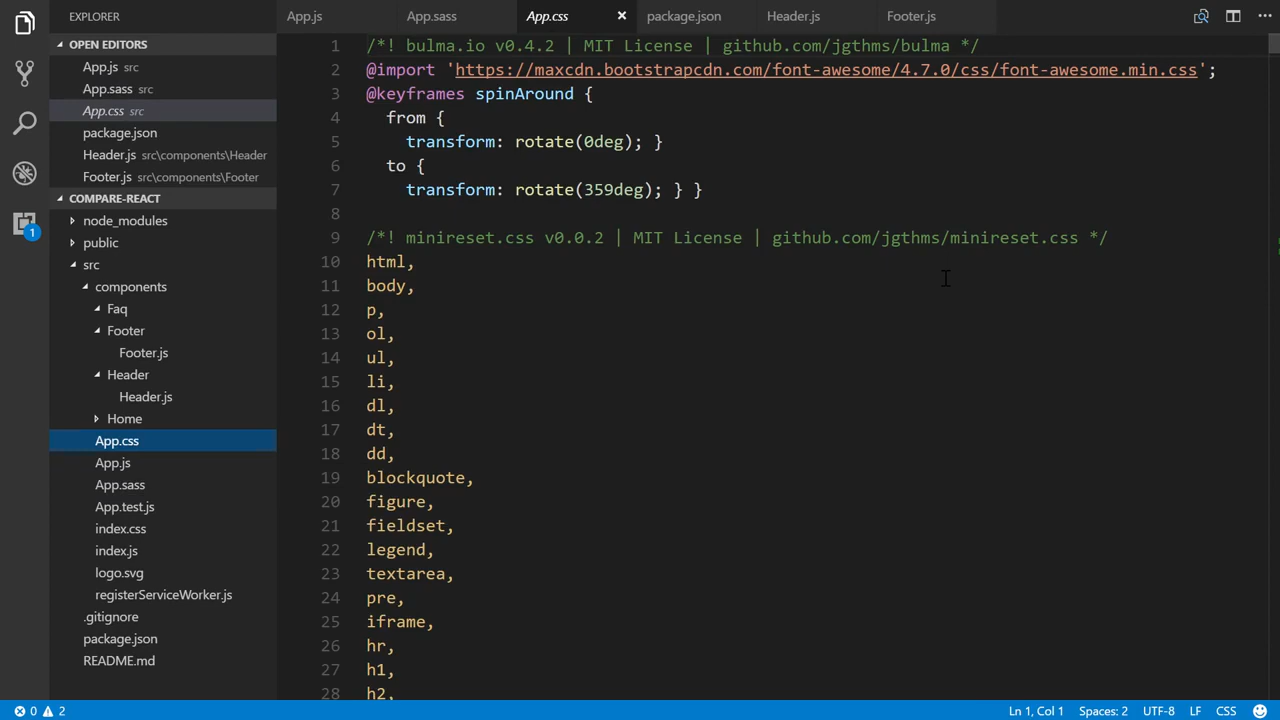 EXPLORER
OPEN EDITORS
App.js src
App.sass src
App.css src
package.json
Header.js src\components\Header
Footer.js src\components\Footer
COMPARE-REACT
node_modules
public
src
components
Faq
Footer
Footer.js
Header
Header.js
Home
App.css
App.js
App.sass
App.test.js
index.css
index.js
logo.svg
registerServiceWorker.js
.gitignore
package.json
README.md
1
App.js App.sass App.css package.json Header.js Footer.js
1 /*! bulma.io v0.4.2 | MIT License | github.com/jgthms/bulma */
2 @import 'https://maxcdn.bootstrapcdn.com/font-awesome/4.7.0/css/font-awesome.min.css';
3 @keyframes spinAround {
4 from {
5 transform: rotate(0deg); }
6 to {
7 transform: rotate(359deg); } }
8
9 /*! minireset.css v0.0.2 | MIT License | github.com/jgthms/minireset.css */
10 html,
11 body,
12 p,
13 ol,
14 ul,
15 li,
16 dl,
17 dt,
18 dd,
19 blockquote,
20 figure,
21 fieldset,
22 legend,
23 textarea,
24 pre,
25 iframe,
26 hr,
27 h1,
28 h2,
0 2 Ln 1, Col 1 Spaces: 2 UTF-8 LF CSS